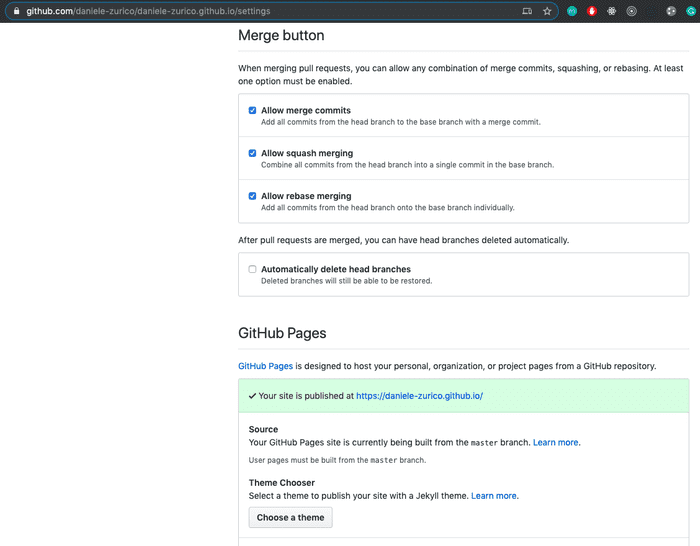 github.com/daniele-zurico/daniele-zurico.github.io/settings
Merge button
When merging pull requests, you can allow any combination of merge commits, squashing, or rebasing. At least
one option must be enabled.
Allow merge commits
Add all commits from the head branch to the base branch with a merge commit.
Allow squash merging
Combine all commits from the head branch into a single commit in the base branch.
Allow rebase merging
Add all commits from the head branch onto the base branch individually.
After pull requests are merged, you can have head branches deleted automatically.
Automatically delete head branches
Deleted branches will still be able to be restored.
GitHub Pages
GitHub Pages is designed to host your personal, organization, or project pages from a GitHub repository.
Your site is published at https://daniele-zurico.github.io/
Source
Your GitHub Pages site is currently being built from the master branch. Learn more.
User pages must be built from the master branch.
Theme Chooser
Select a theme to publish your site with a Jekyll theme. Learn more.
Choose a theme